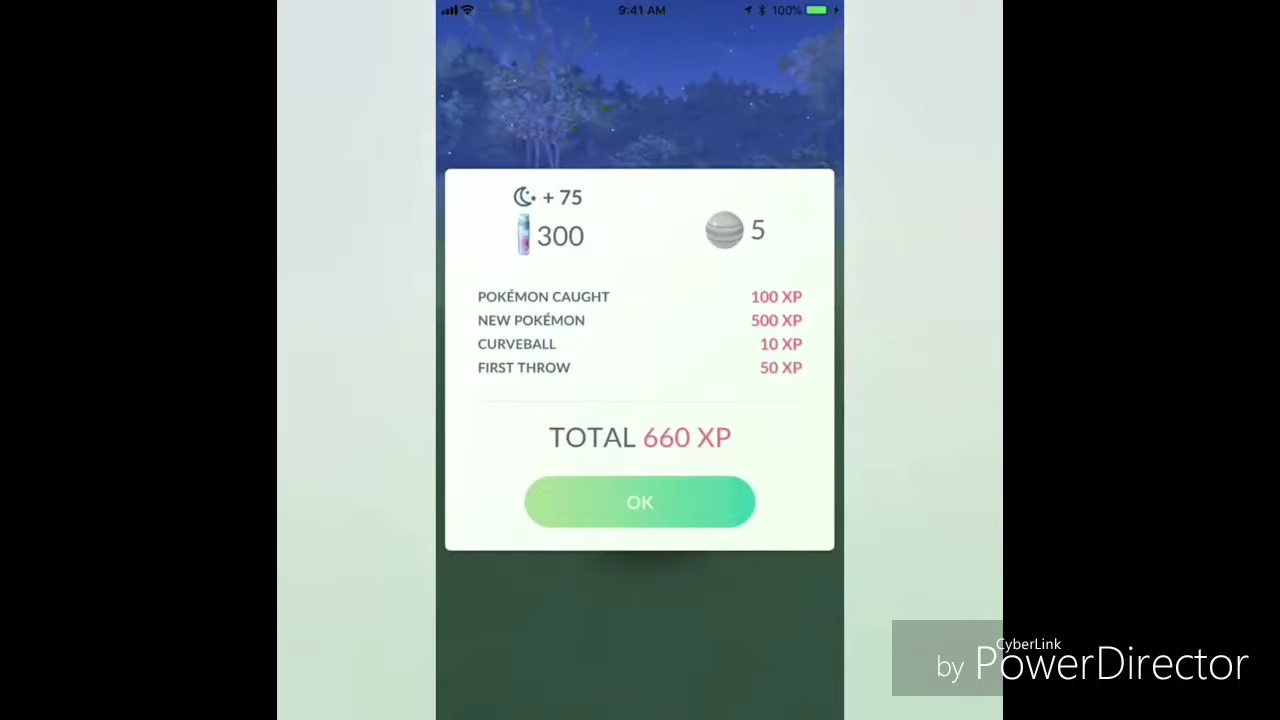 9:41 AM
100%
+ 75
300
5
POKÉMON CAUGHT 100 XP
NEW POKÉMON 500 XP
CURVEBALL 10 XP
FIRST THROW 50 XP
TOTAL 660 XP
OK
CyberLink
by PowerDirector